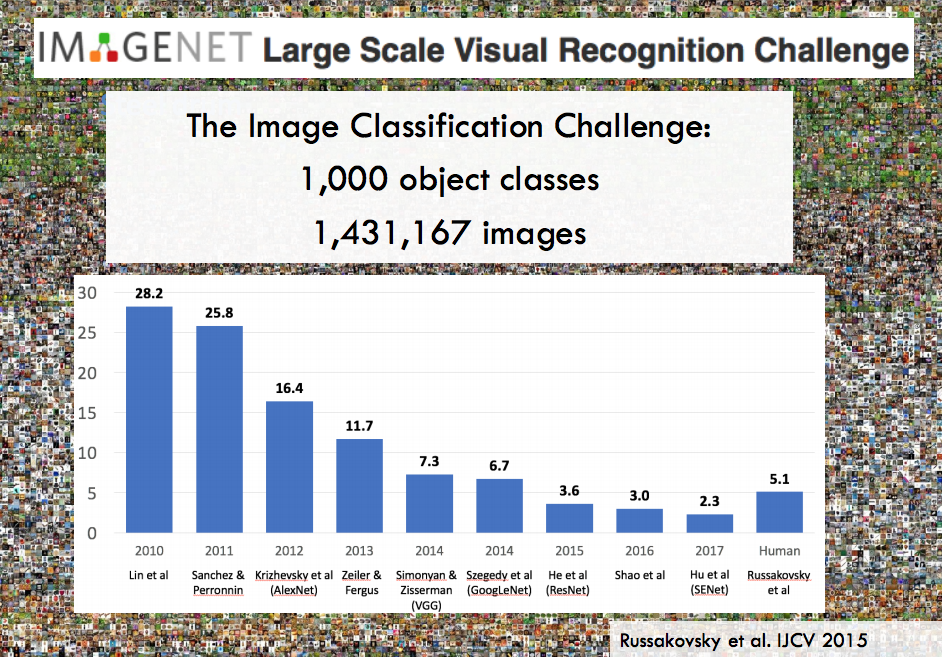 IMAGENET Large Scale Visual Recognition Challenge
The Image Classification Challenge:
1,000 object classes
1,431,167 images
30
25
20
15
10
5
0
28.2
25.8
16.4
11.7
7.3
6.7
3.6
3.0
2.3
5.1
2010 2011 2012 2013 2014 2014 2015 2016 2017 Human
Lin et al
Sanchez &
Perronnin
Krizhevsky et al
(AlexNet)
Zeiler &
Fergus
Simonyan &
Zisserman
(VGG)
Szegedy et al
(GoogLeNet)
He et al
(ResNet)
Shao et al
Hu et al
(SENet)
Russakovsky
et al
Russakovsky et al. IJCV 2015